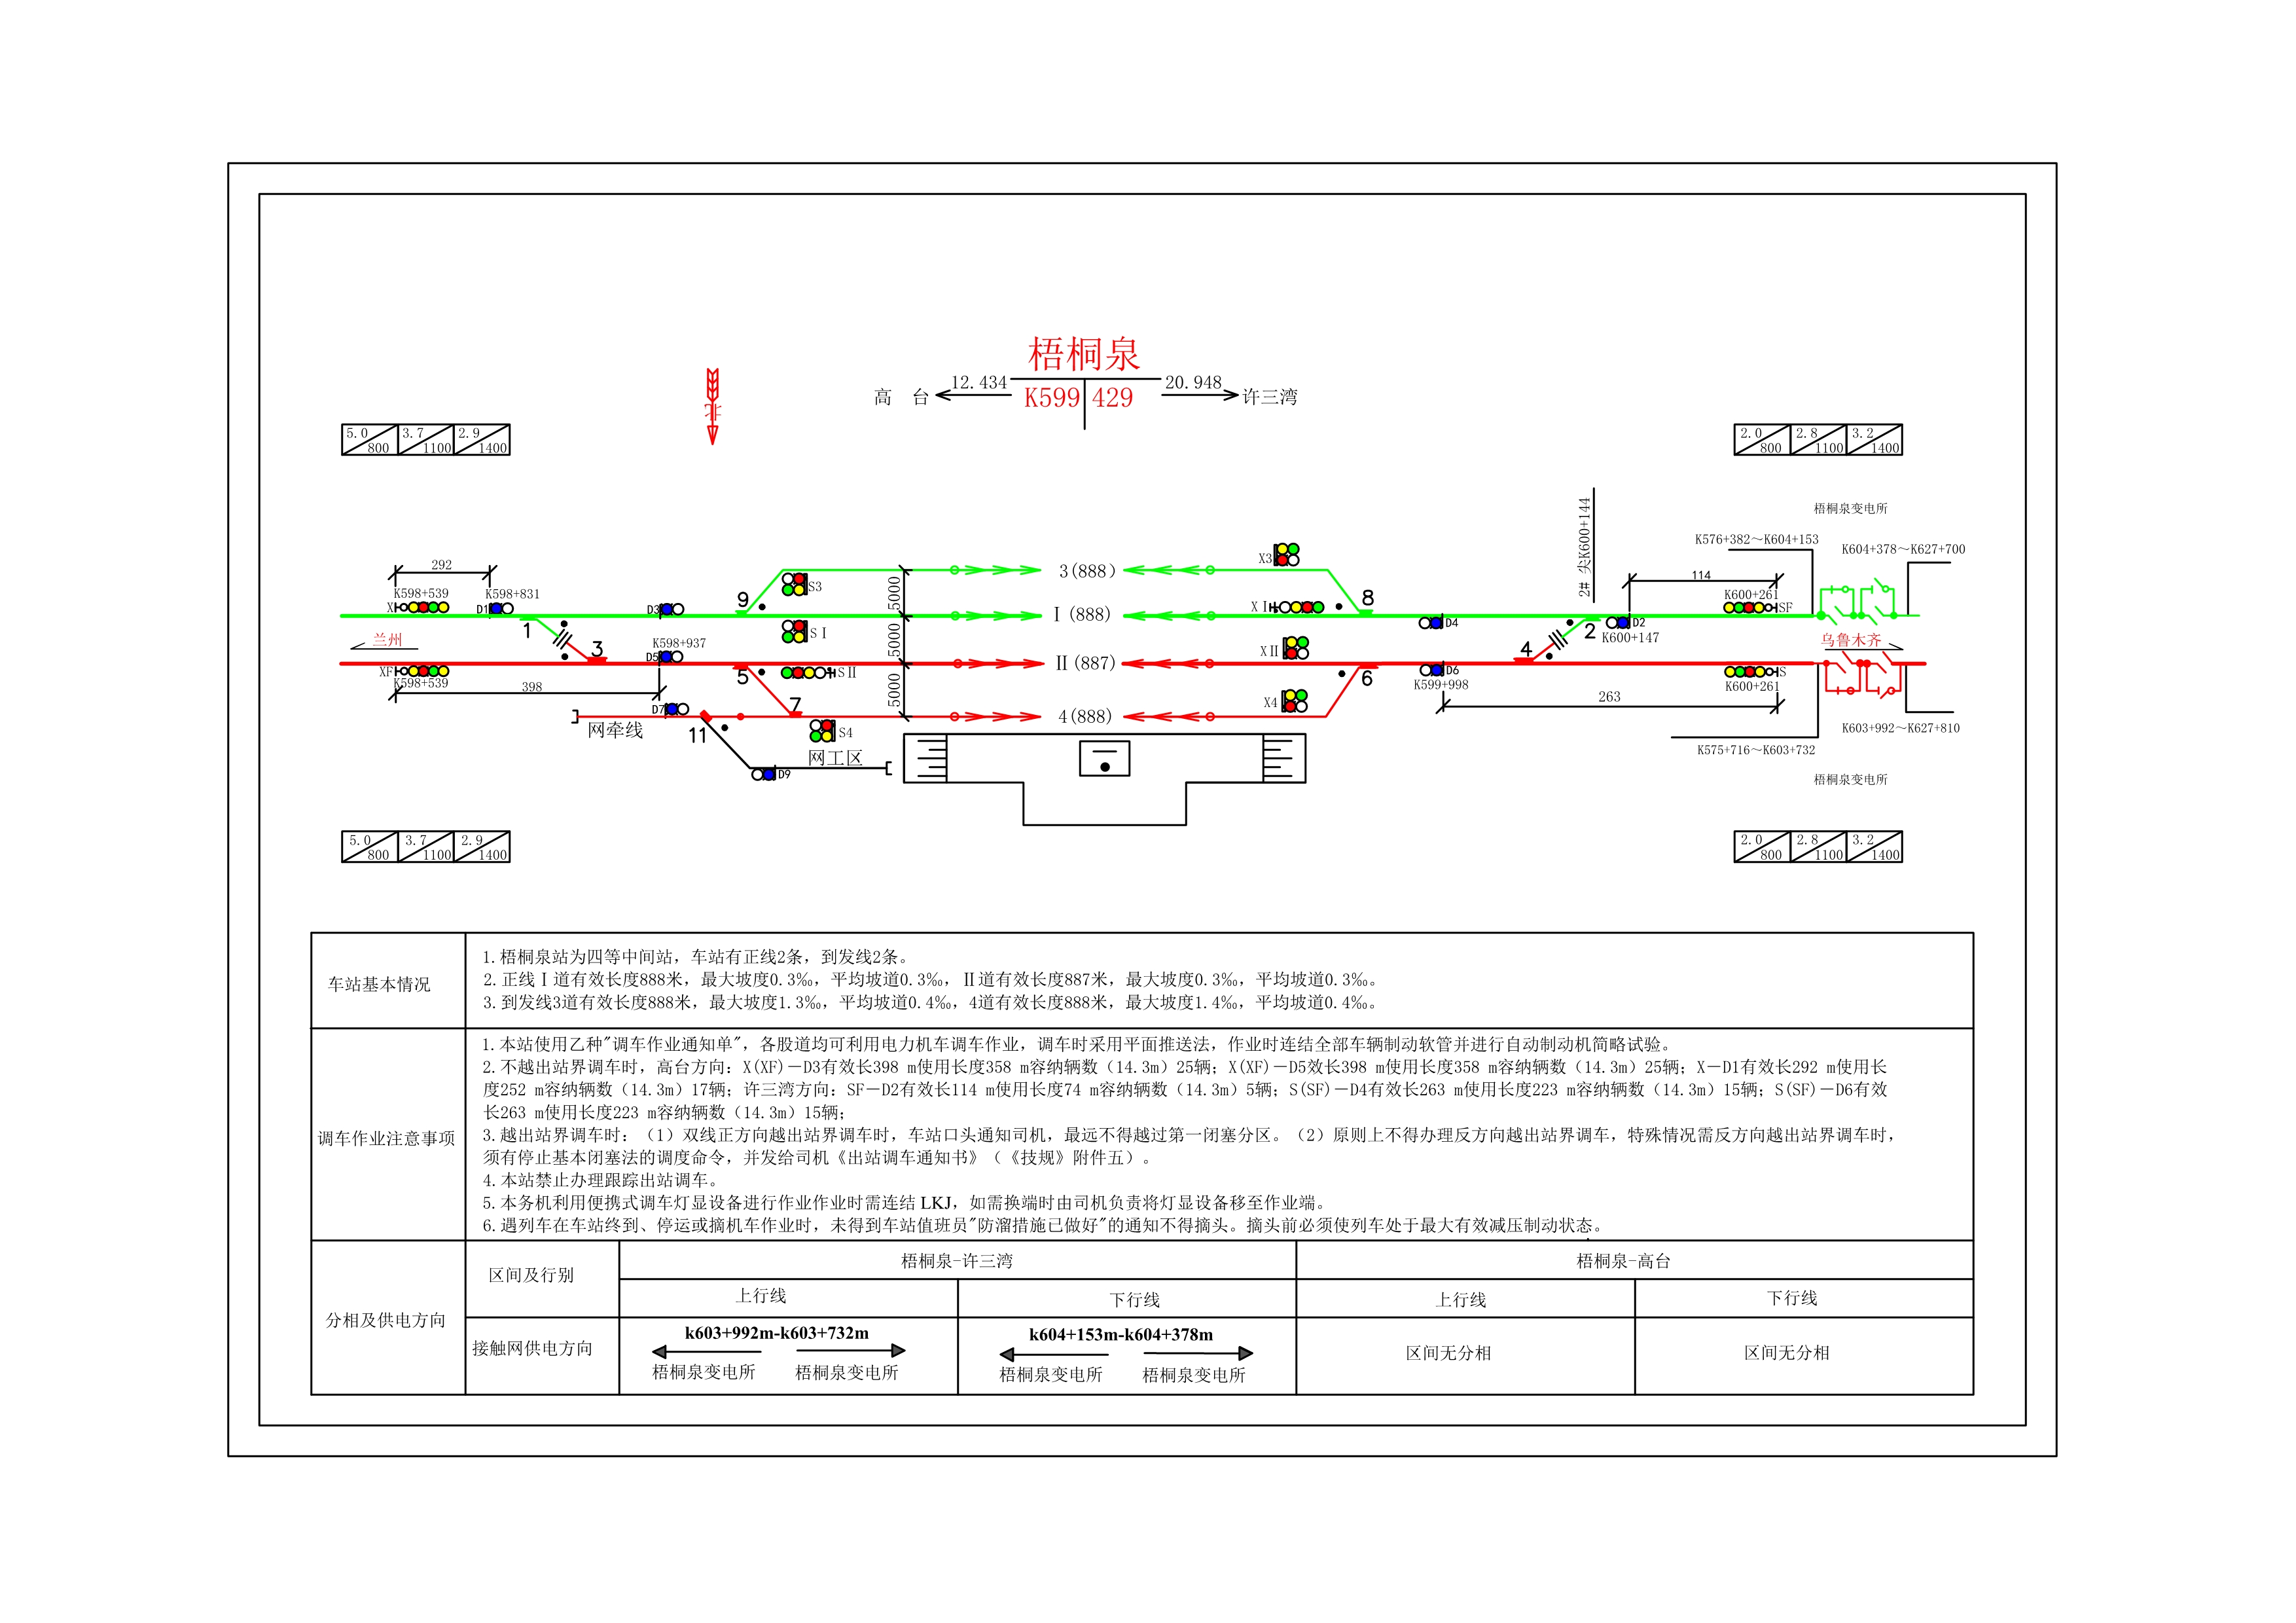 梧桐泉
高 台 12.434 K599 429 20.948 许三湾
北
5.0 800 3.7 1100 2.9 1400
2.0 800 2.8 1100 3.2 1400
2# 尖K600+144
梧桐泉变电所
K576+382～K604+153
K604+378～K627+700
292
X3
3(888)
114
K598+539
K598+831
S3
5000
K600+261
X
D1
D3
9
XⅠ
8
SF
Ⅰ(888)
1
SⅠ
D4
2
D2
兰州
K598+937
5000
K600+147
乌鲁木齐
3
D5
XⅡ
4
Ⅱ(887)
XF
K598+539
5
SⅡ
6
D6
S
K599+998
K600+261
398
5000
263
D7
7
X4
4(888)
网牵线
11
S4
K603+992～K627+810
网工区
K575+716～K603+732
D9
梧桐泉变电所
5.0 800 3.7 1100 2.9 1400
2.0 800 2.8 1100 3.2 1400
车站基本情况
1.梧桐泉站为四等中间站，车站有正线2条，到发线2条。
2.正线Ⅰ道有效长度888米，最大坡度0.3‰，平均坡道0.3‰，Ⅱ道有效长度887米，最大坡度0.3‰，平均坡道0.3‰。
3.到发线3道有效长度888米，最大坡度1.3‰，平均坡道0.4‰，4道有效长度888米，最大坡度1.4‰，平均坡道0.4‰。
调车作业注意事项
1.本站使用乙种"调车作业通知单"，各股道均可利用电力机车调车作业，调车时采用平面推送法，作业时连结全部车辆制动软管并进行自动制动机简略试验。
2.不越出站界调车时，高台方向：X(XF)－D3有效长398 m使用长度358 m容纳辆数（14.3m）25辆；X(XF)－D5效长398 m使用长度358 m容纳辆数（14.3m）25辆；X－D1有效长292 m使用长
度252 m容纳辆数（14.3m）17辆；许三湾方向：SF－D2有效长114 m使用长度74 m容纳辆数（14.3m）5辆；S(SF)－D4有效长263 m使用长度223 m容纳辆数（14.3m）15辆；S(SF)－D6有效
长263 m使用长度223 m容纳辆数（14.3m）15辆；
3.越出站界调车时：（1）双线正方向越出站界调车时，车站口头通知司机，最远不得越过第一闭塞分区。（2）原则上不得办理反方向越出站界调车，特殊情况需反方向越出站界调车时，
须有停止基本闭塞法的调度命令，并发给司机《出站调车通知书》（《技规》附件五）。
4.本站禁止办理跟踪出站调车。
5.本务机利用便携式调车灯显设备进行作业作业时需连结 LKJ，如需换端时由司机负责将灯显设备移至作业端。
6.遇列车在车站终到、停运或摘机车作业时，未得到车站值班员"防溜措施已做好"的通知不得摘头。摘头前必须使列车处于最大有效减压制动状态。
分相及供电方向
区间及行别
梧桐泉-许三湾
梧桐泉-高台
上行线
下行线
上行线
下行线
接触网供电方向
k603+992m-k603+732m
梧桐泉变电所 梧桐泉变电所
k604+153m-k604+378m
梧桐泉变电所 梧桐泉变电所
区间无分相
区间无分相